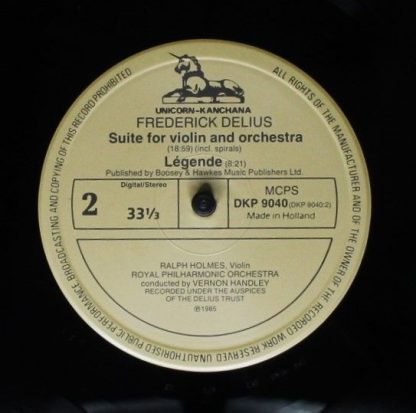 UNAUTHORISED PUBLIC PERFORMANCE BROADCASTING AND COPYING OF THIS RECORD PROHIBITED
ALL RIGHTS OF THE MANUFACTURER AND OF THE OWNER OF THE RECORDED WORK RESERVED
UNICORN-KANCHANA
FREDERICK DELIUS
Suite for violin and orchestra
(18:59) (incl. spirals)
Légende (8:21)
Published by Boosey & Hawkes Music Publishers Ltd.
2
Digital/Stereo
33⅓
MCPS
DKP 9040 (DKP 9040:2)
Made in Holland
RALPH HOLMES, Violin
ROYAL PHILHARMONIC ORCHESTRA
conducted by VERNON HANDLEY
RECORDED UNDER THE AUSPICES
OF THE DELIUS TRUST
℗1985